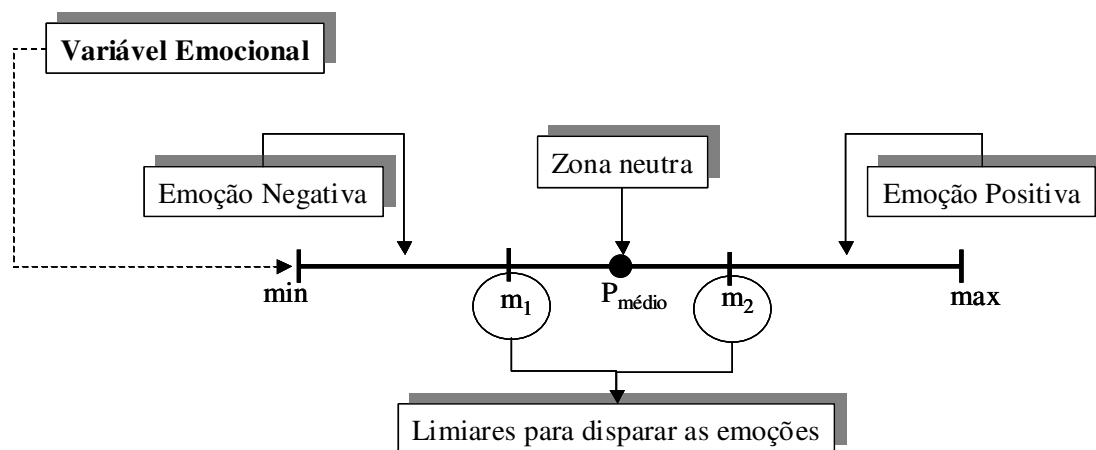 Variável Emocional
Zona neutra
Emoção Negativa
Emoção Positiva
min
m1
Pmédio
m2
max
Limiares para disparar as emoções